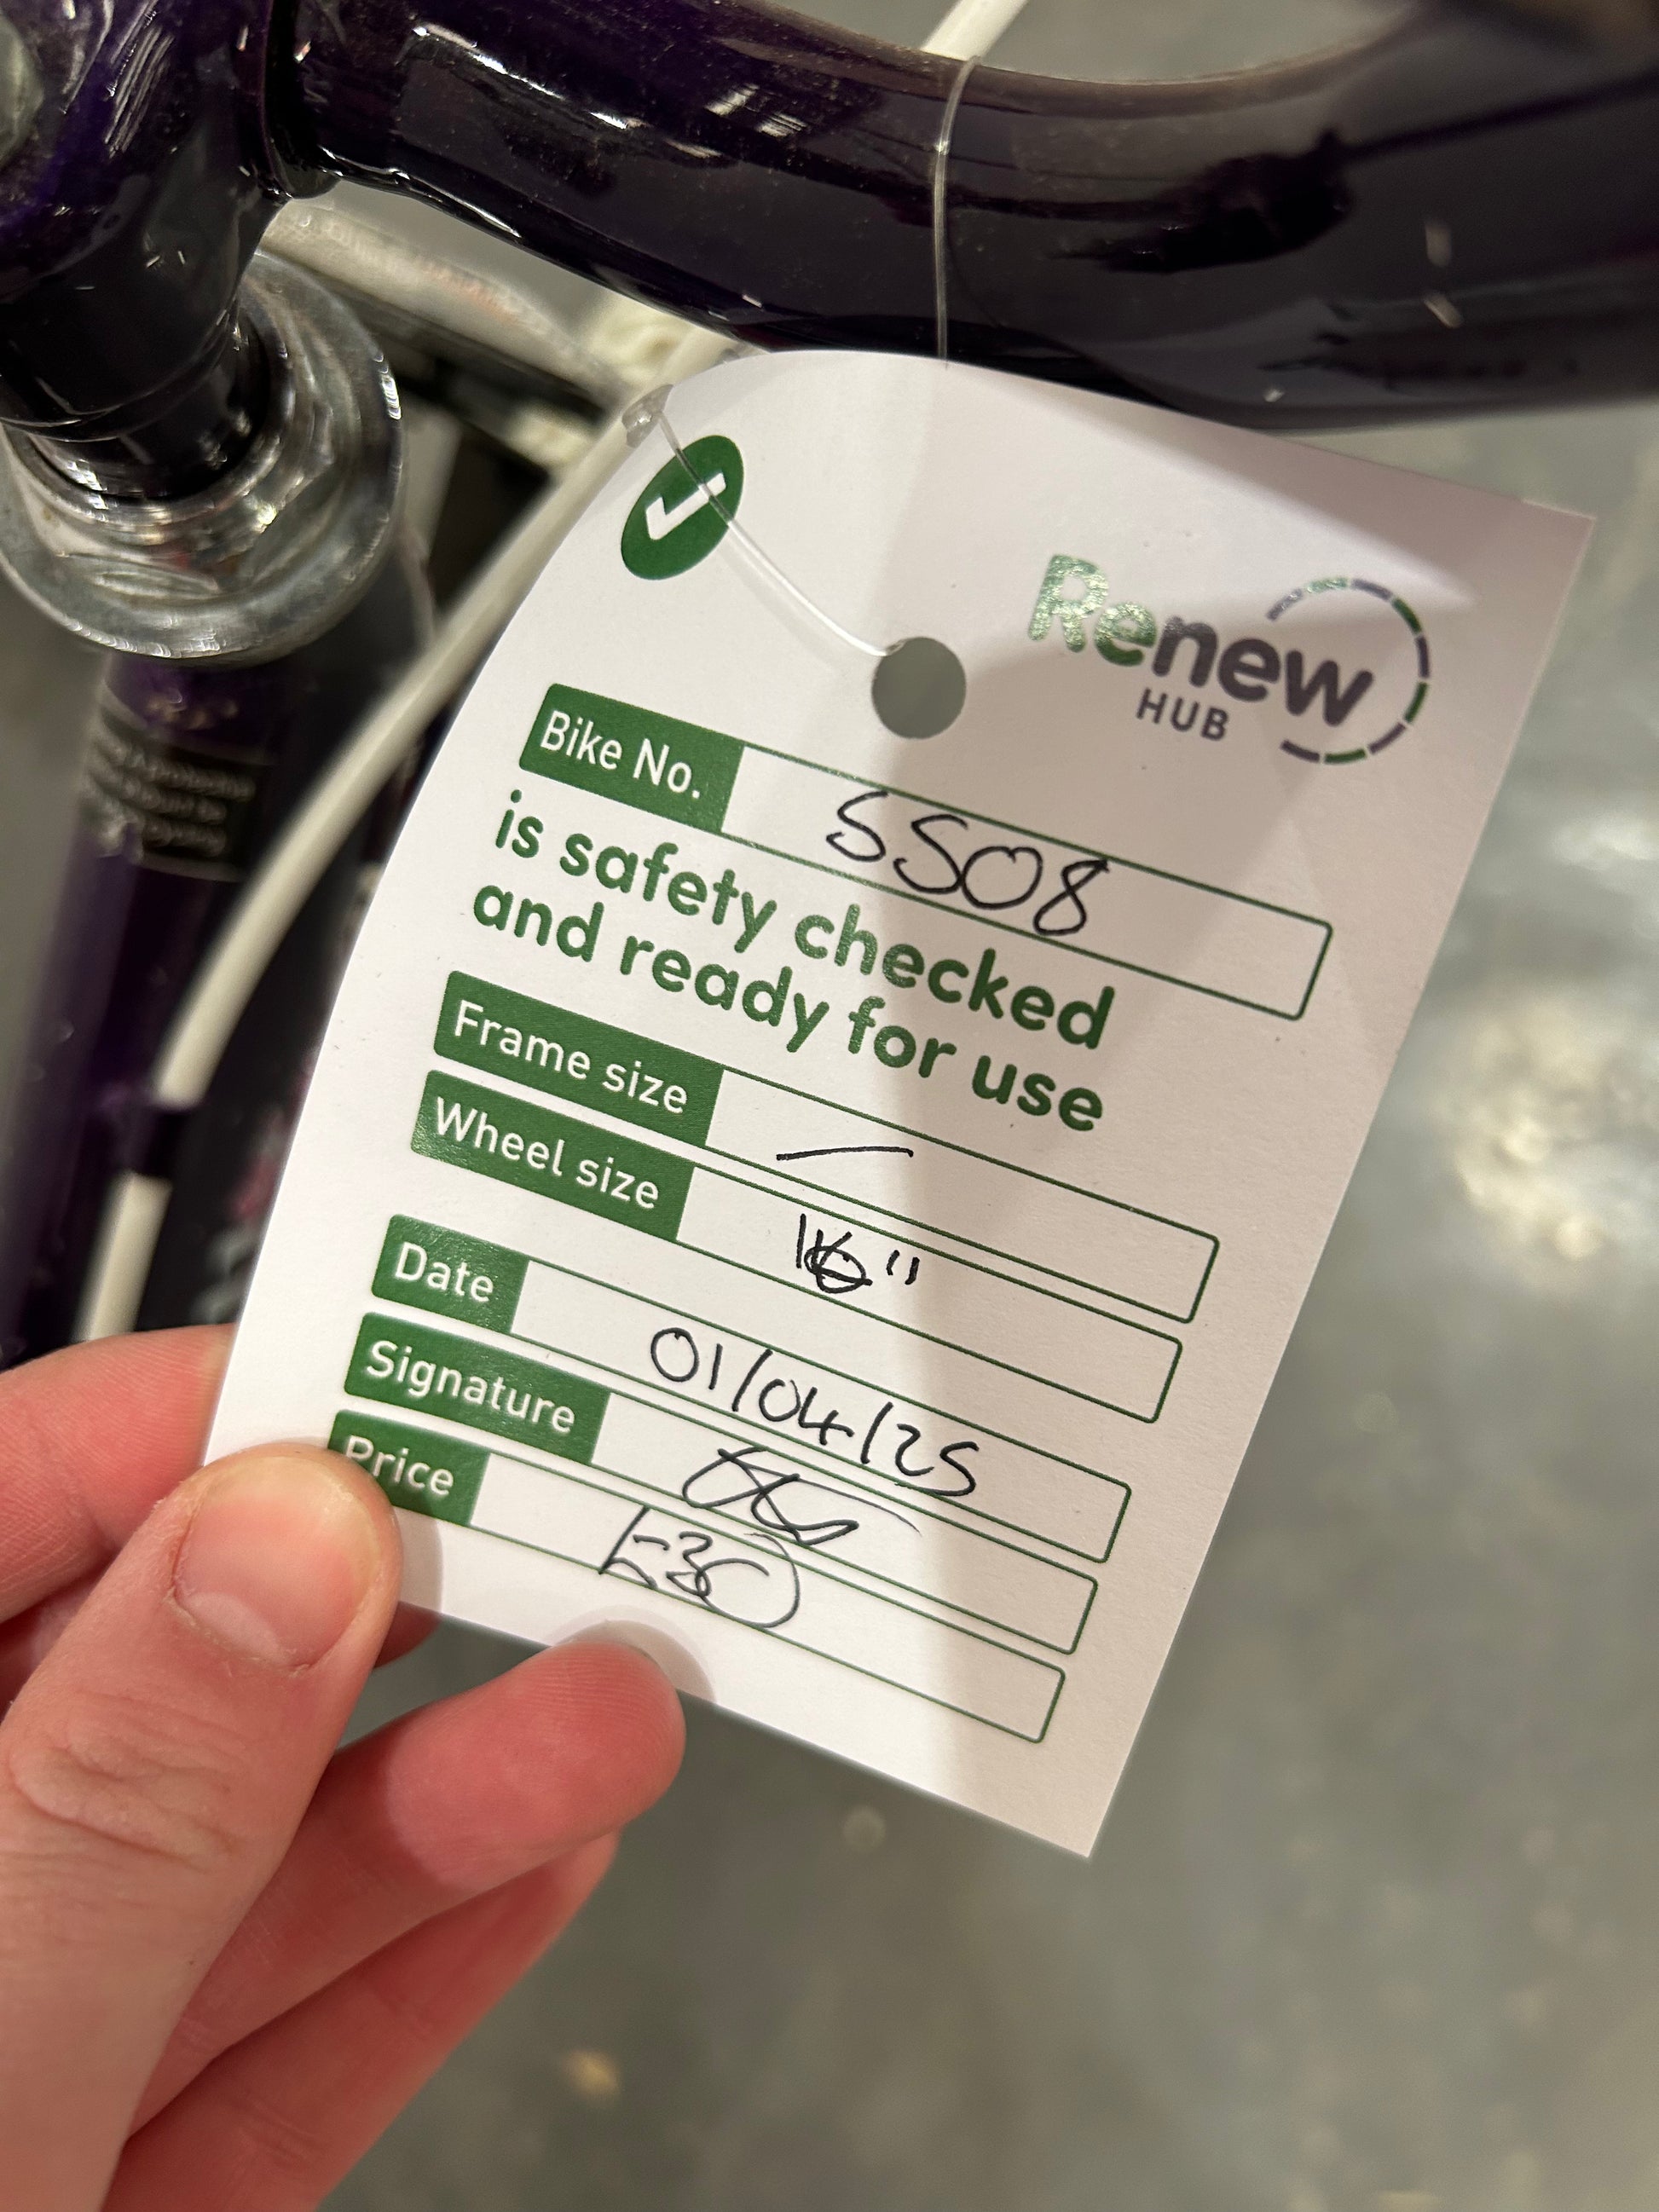 Renew
HUB
Bike No. 5508
is safety checked
and ready for use
Frame size —
Wheel size 16"
Date 01/04/25
Signature
Price £30